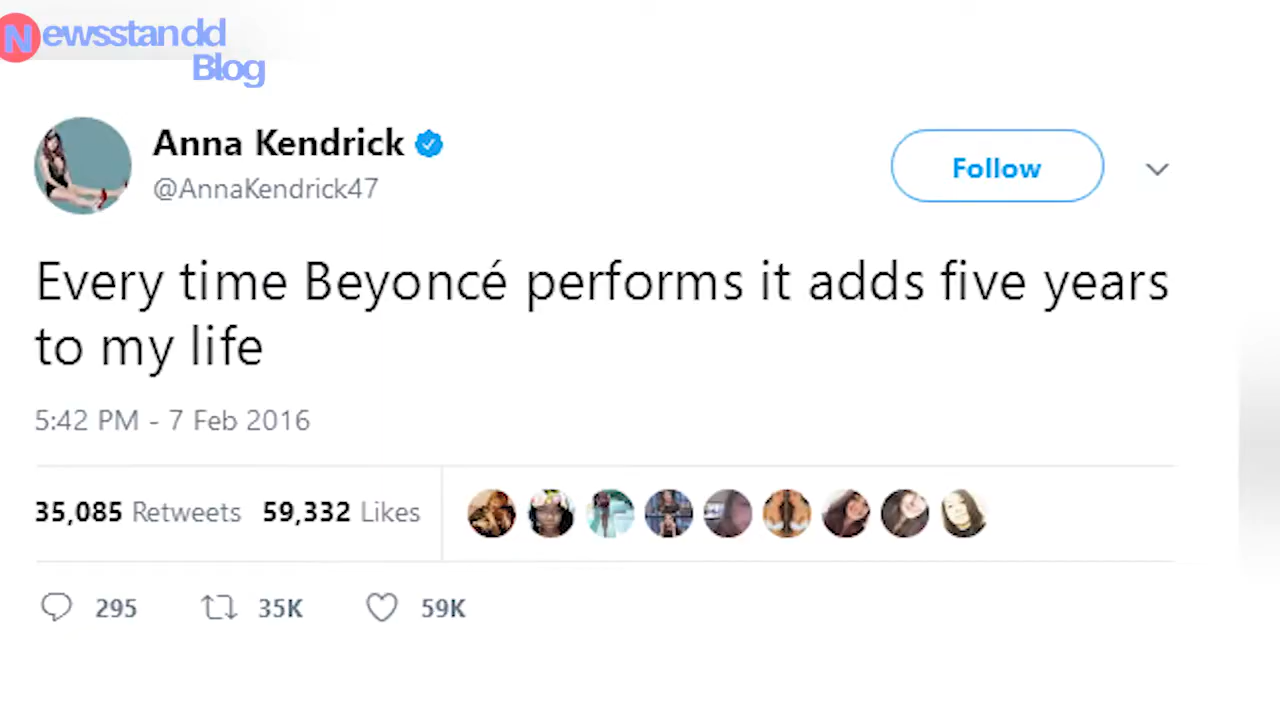 Newsstandd
Blog
Anna Kendrick
@AnnaKendrick47
Follow
Every time Beyoncé performs it adds five years
to my life
5:42 PM - 7 Feb 2016
35,085 Retweets 59,332 Likes
295 35K 59K